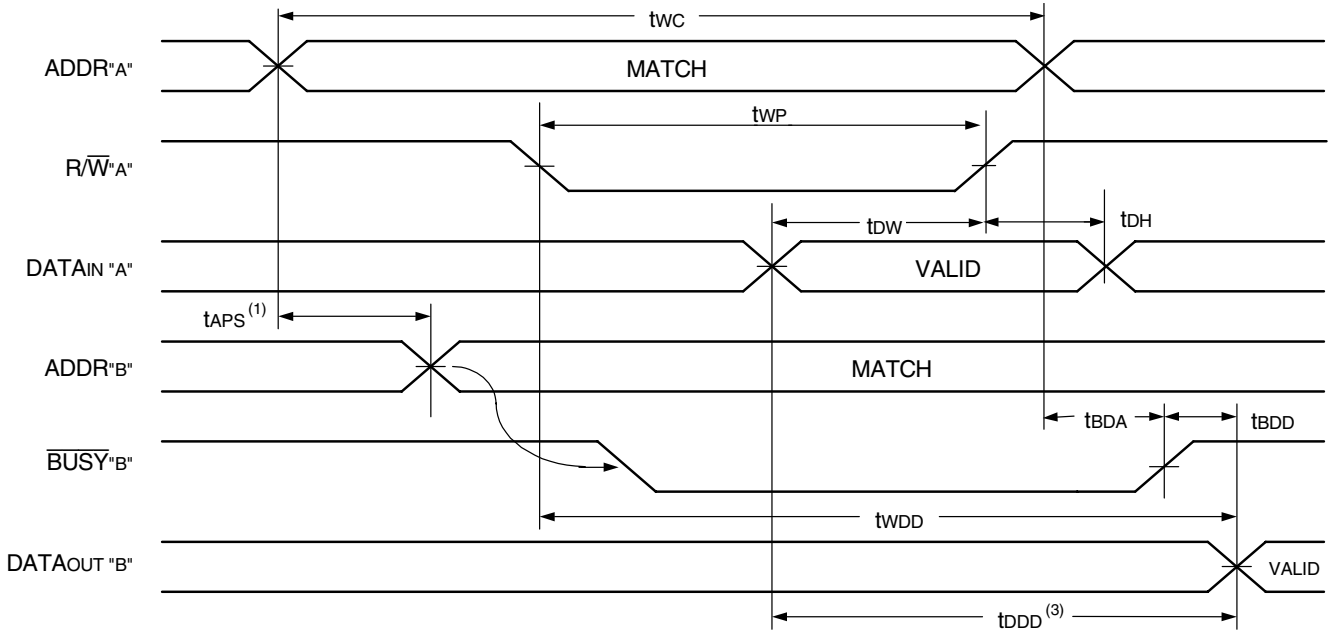 tWC
ADDR"A"
MATCH
tWP
R/W̅"A"
tDW
tDH
DATAIN "A"
VALID
tAPS (1)
ADDR"B"
MATCH
tBDA
tBDD
B̅U̅S̅Y̅"B"
tWDD
DATAOUT "B"
VALID
tDDD (3)